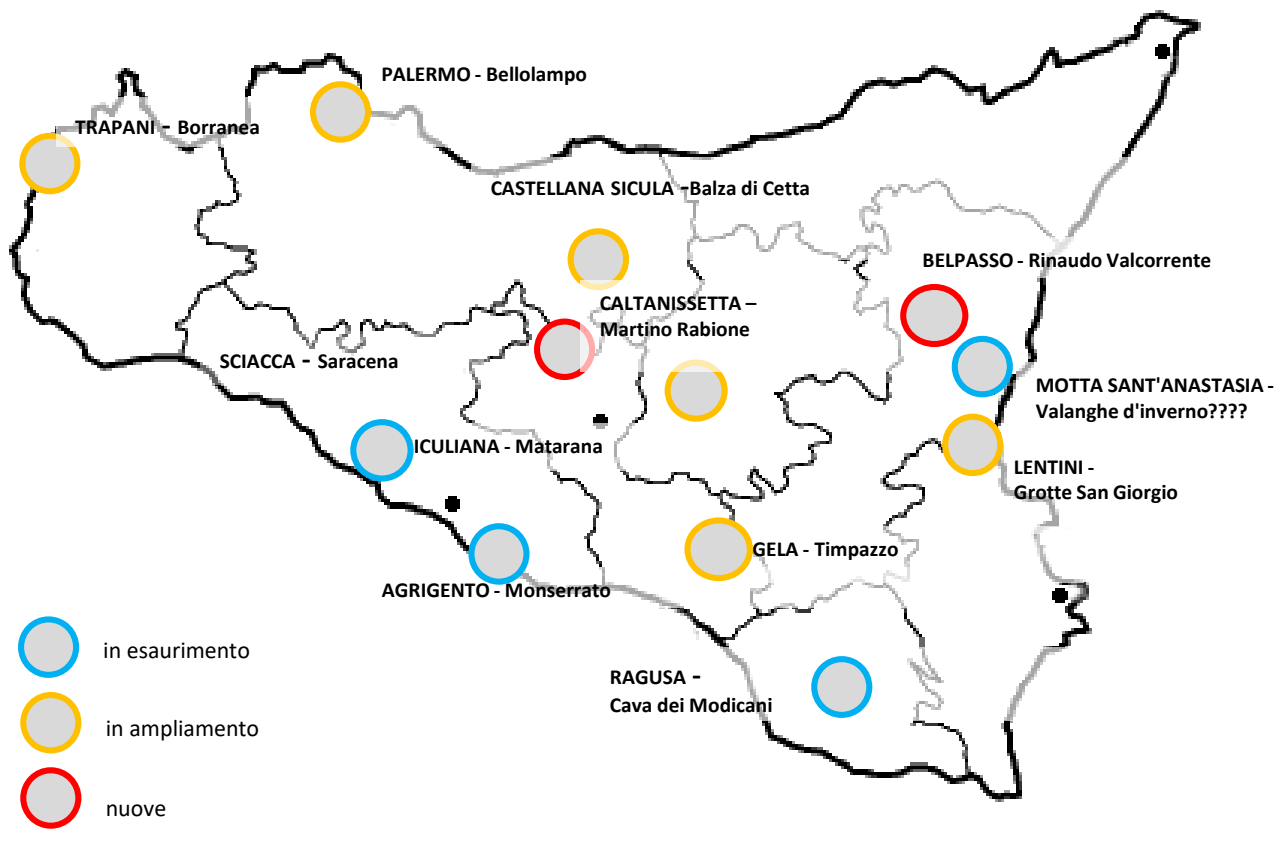 PALERMO - Bellolampo
TRAPANI - Borranea
CASTELLANA SICULA -Balza di Cetta
BELPASSO - Rinaudo Valcorrente
CALTANISSETTA –
Martino Rabione
SCIACCA - Saracena
MOTTA SANT'ANASTASIA -
Valanghe d'inverno????
ICULIANA - Matarana
LENTINI -
Grotte San Giorgio
GELA - Timpazzo
AGRIGENTO - Monserrato
RAGUSA -
Cava dei Modicani
in esaurimento
in ampliamento
nuove